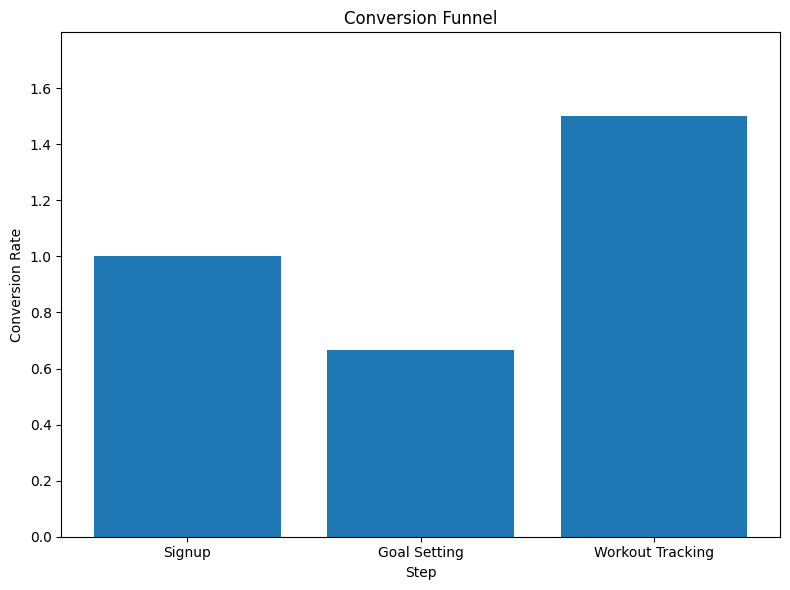 Conversion Funnel
Conversion Rate
1.6
1.4
1.2
1.0
0.8
0.6
0.4
0.2
0.0
Signup
Goal Setting
Workout Tracking
Step